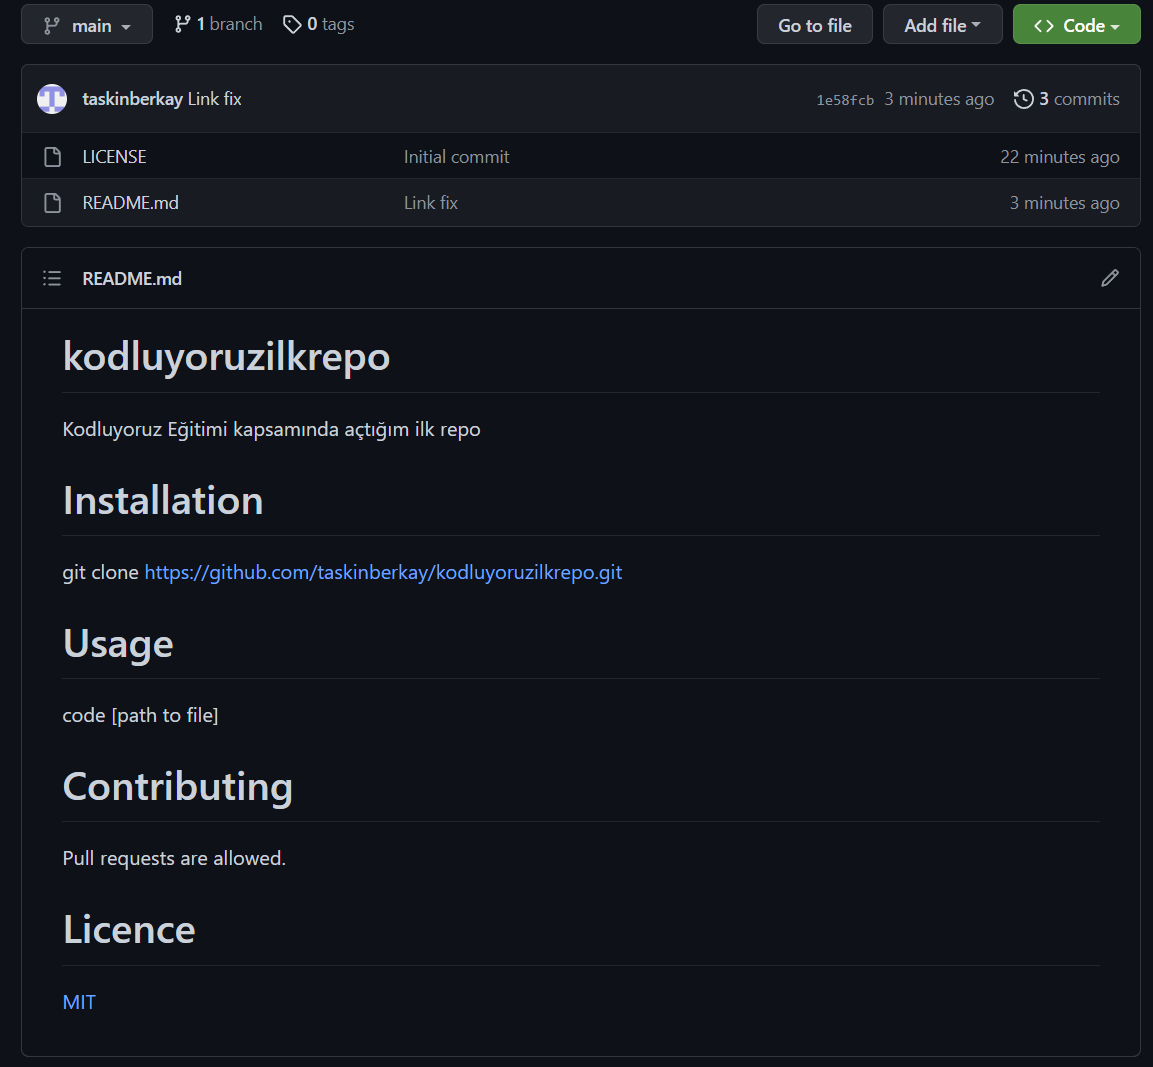 main 1 branch 0 tags Go to file Add file <> Code
taskinberkay Link fix 1e58fcb 3 minutes ago 3 commits
LICENSE Initial commit 22 minutes ago
README.md Link fix 3 minutes ago
README.md
kodluyoruzilkrepo
Kodluyoruz Eğitimi kapsamında açtığım ilk repo
Installation
git clone https://github.com/taskinberkay/kodluyoruzilkrepo.git
Usage
code [path to file]
Contributing
Pull requests are allowed.
Licence
MIT